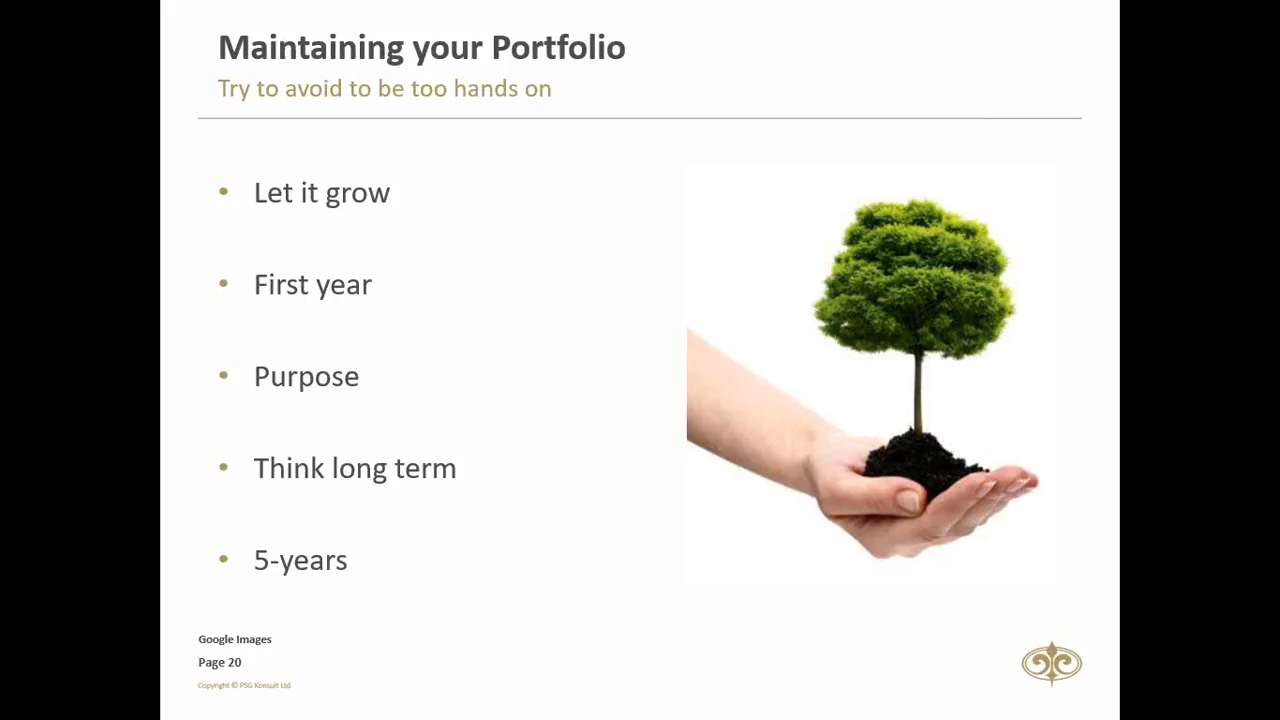 Maintaining your Portfolio
Try to avoid to be too hands on
• Let it grow
• First year
• Purpose
• Think long term
• 5-years
Google Images
Page 20
Copyright © PSG Konsult Ltd